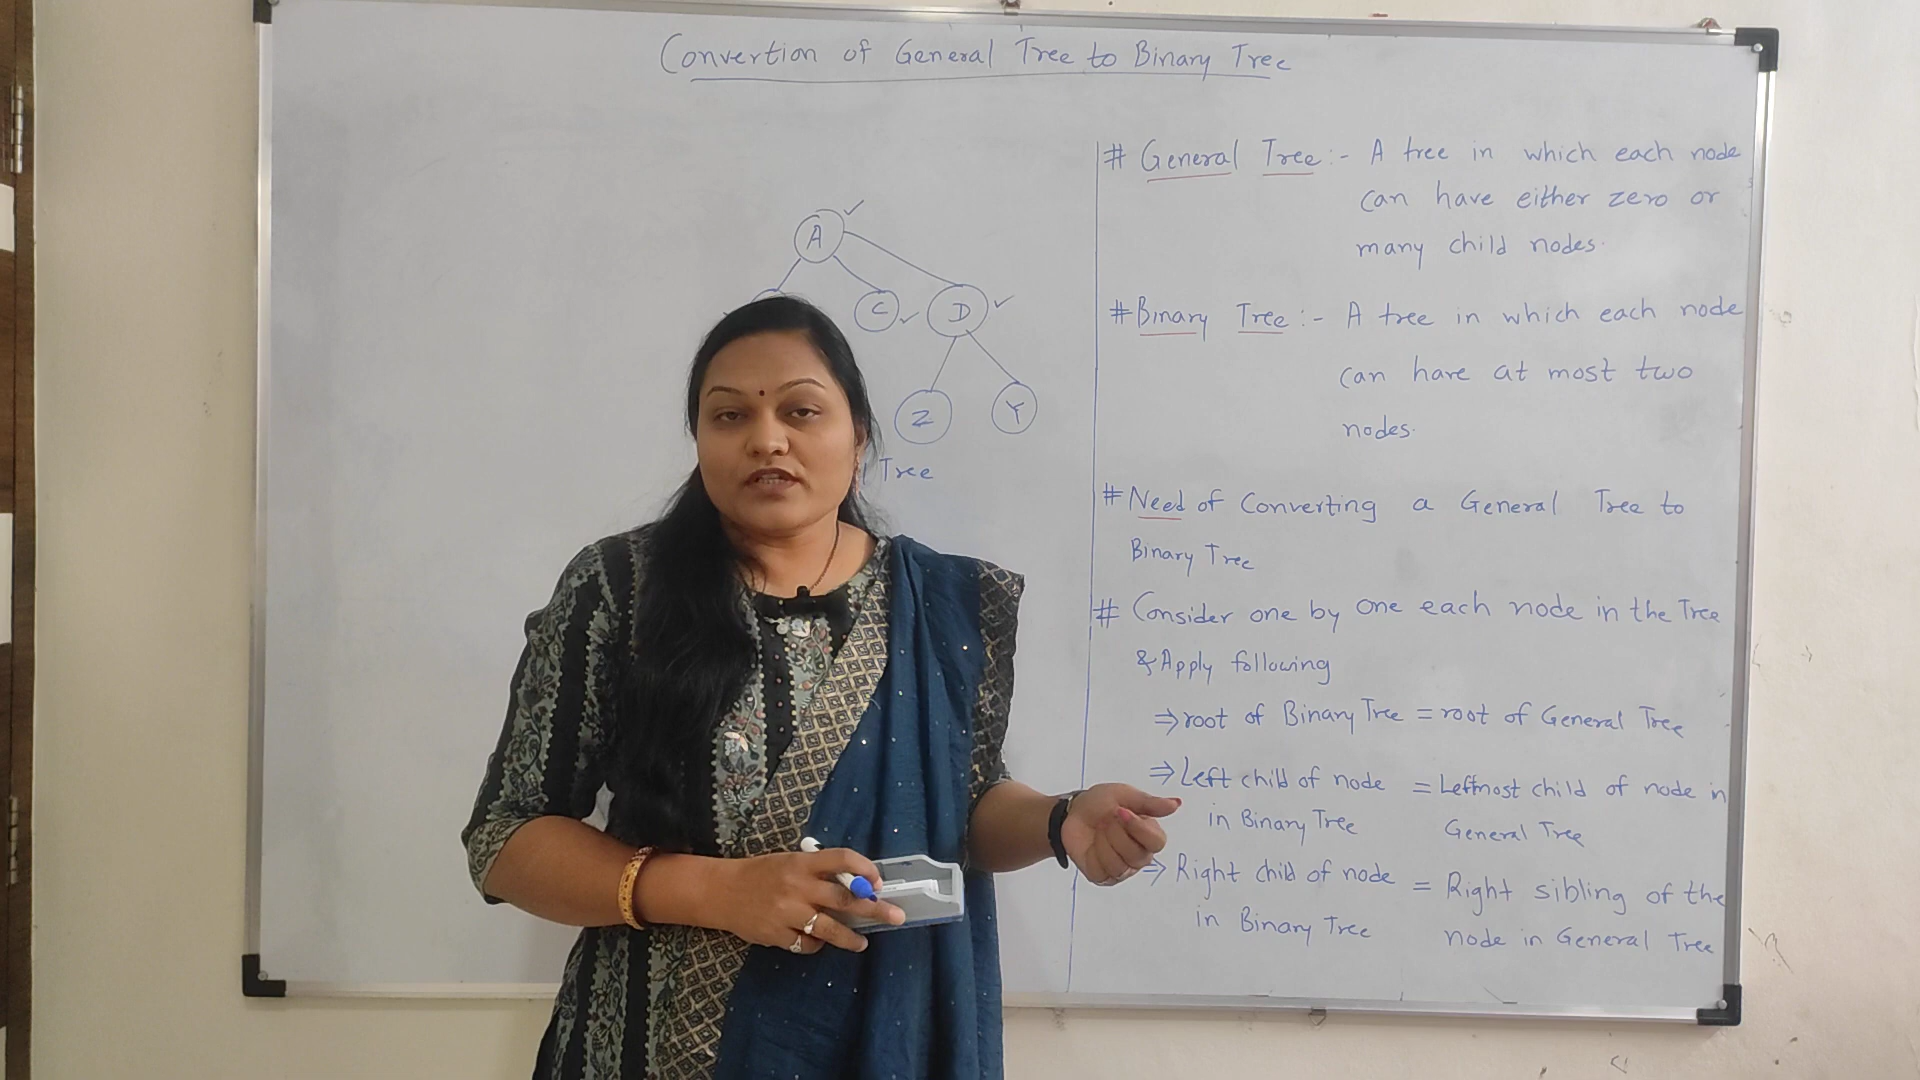 Convertion of General Tree to Binary Tree
A
C
D
Z
Y
Tree
# General Tree :- A tree in which each node
can have either zero or
many child nodes.
# Binary Tree :- A tree in which each node
can have at most two
nodes.
# Need of Converting a General Tree to
Binary Tree
# Consider one by one each node in the Tree
& Apply following
⇒ root of Binary Tree = root of General Tree
⇒ Left child of node = Leftmost child of node in
in Binary Tree General Tree
⇒ Right child of node = Right sibling of the
in Binary Tree node in General Tree